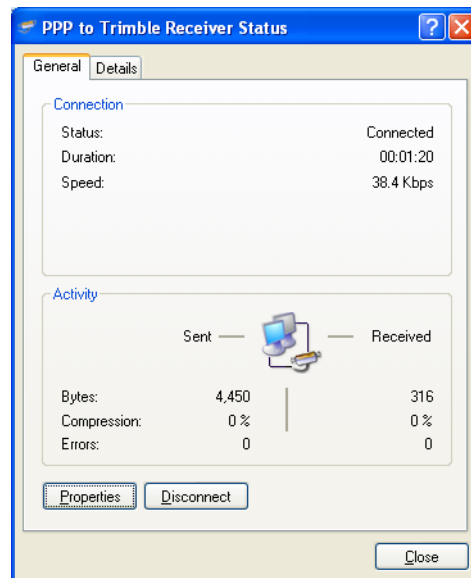 PPP to Trimble Receiver Status
General Details
Connection
Status: Connected
Duration: 00:01:20
Speed: 38.4 Kbps
Activity
Sent Received
Bytes: 4,450 316
Compression: 0 % 0 %
Errors: 0 0
Properties Disconnect
Close